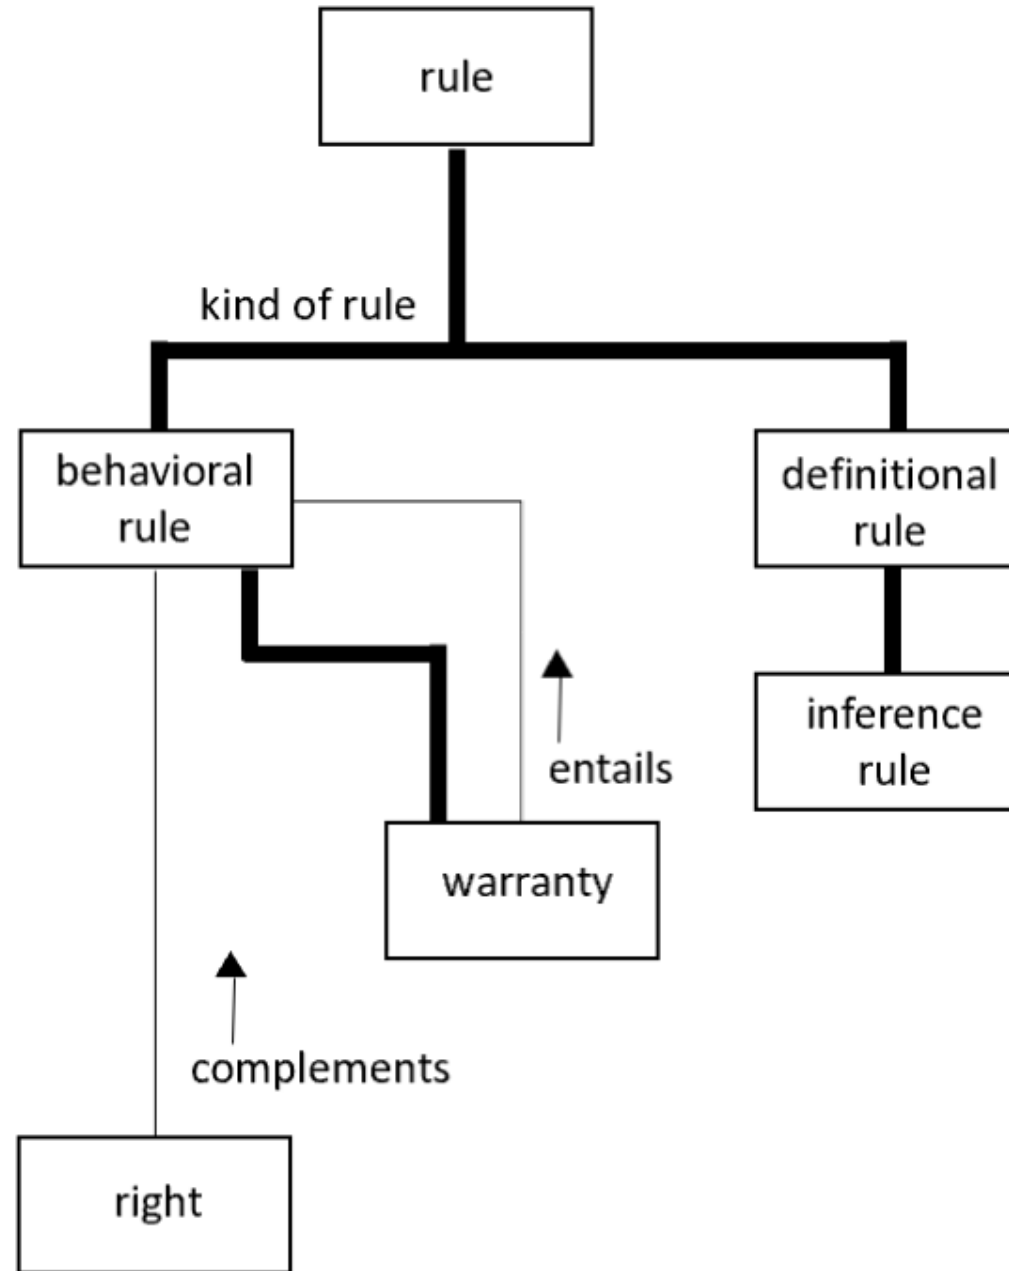 rule
kind of rule
behavioral
rule
definitional
rule
inference
rule
entails
warranty
complements
right